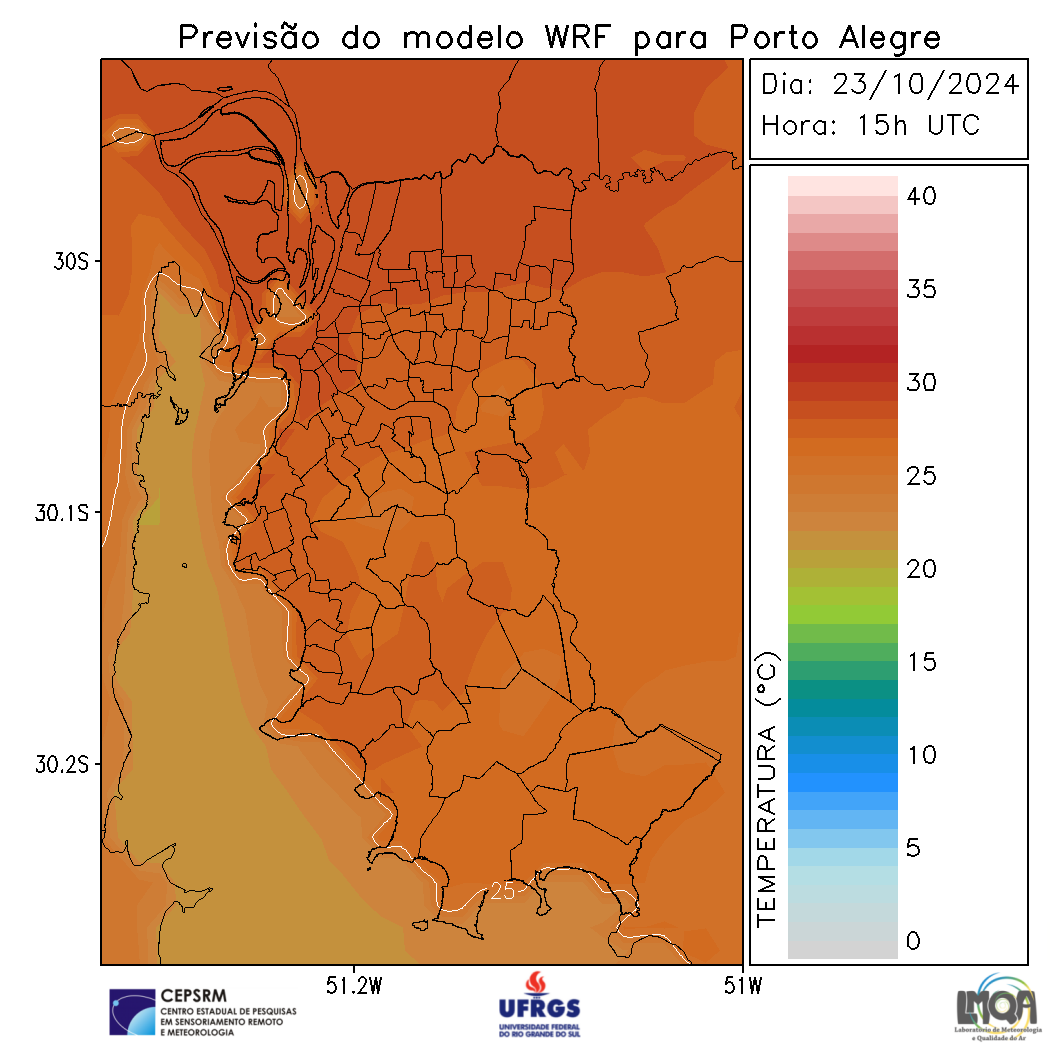 Previsão do modelo WRF para Porto Alegre
Dia: 23/10/2024
Hora: 15h UTC
40
35
30
25
20
15
10
5
0
TEMPERATURA (°C)
30S
30.1S
30.2S
25
51.2W
51W
CEPSRM
CENTRO ESTADUAL DE PESQUISAS
EM SENSORIAMENTO REMOTO
E METEOROLOGIA
UFRGS
UNIVERSIDADE FEDERAL
DO RIO GRANDE DO SUL
LMQA
Laboratório de Meteorologia
e Qualidade do Ar